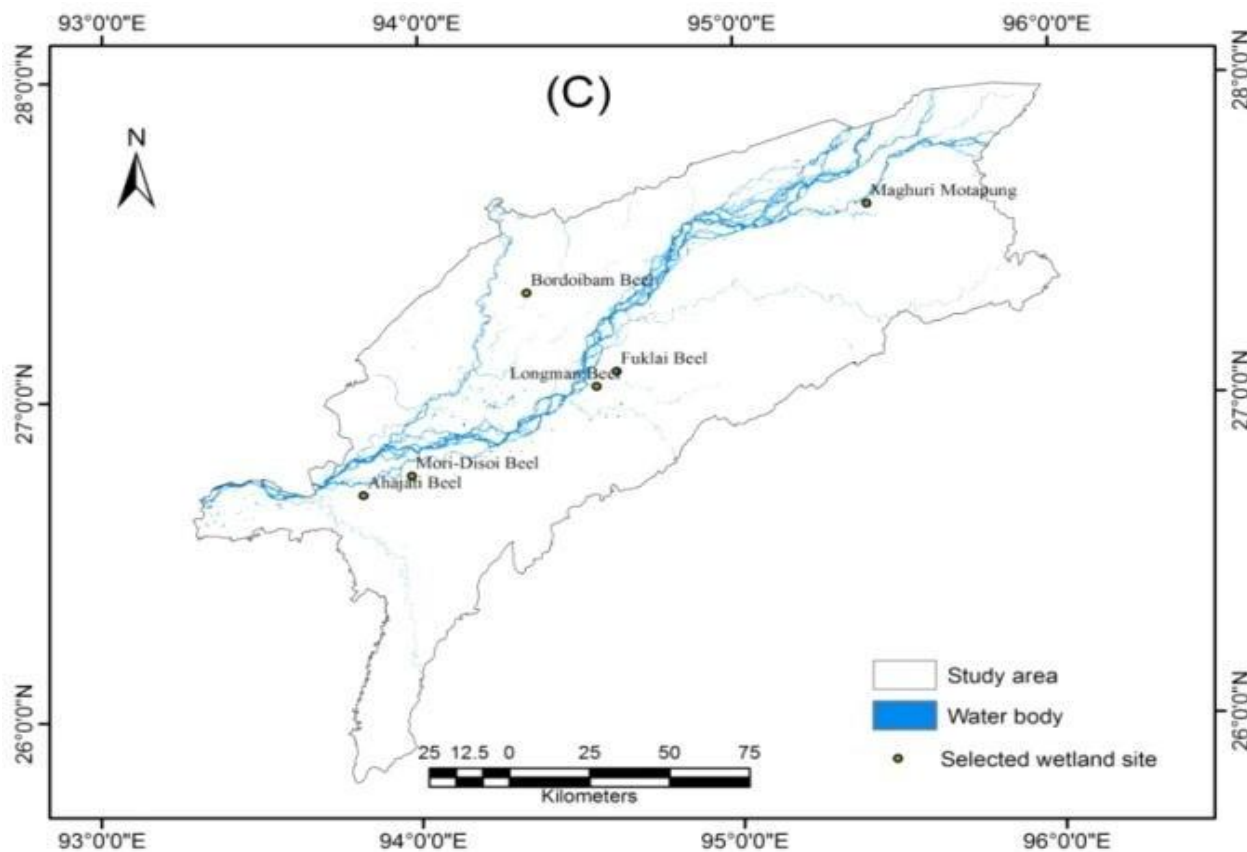 93°0'0"E 94°0'0"E 95°0'0"E 96°0'0"E
28°0'0"N
28°0'0"N
(C)
N
Maghuri Motapung
Bordoibam Beel
Fuklai Beel
Longman Beel
27°0'0"N
27°0'0"N
Mori-Disoi Beel
Ahajali Beel
Study area
Water body
Selected wetland site
26°0'0"N
26°0'0"N
25 12.5 0 25 50 75
Kilometers
93°0'0"E 94°0'0"E 95°0'0"E 96°0'0"E